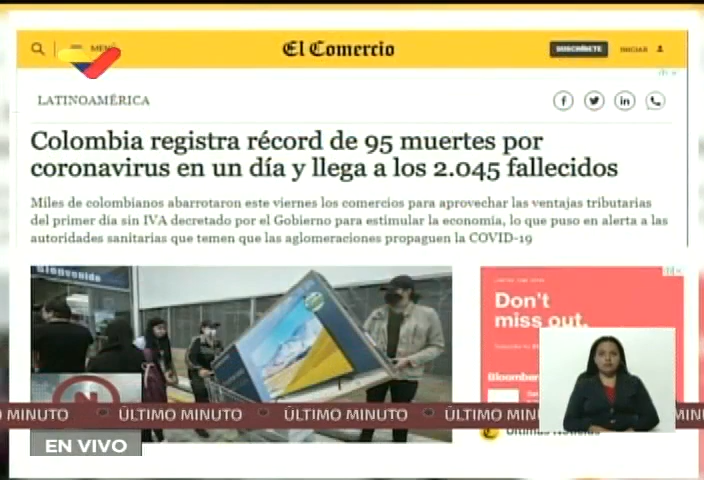 MENÚ
El Comercio
SUSCRÍBETE
INICIAR
LATINOAMÉRICA
Colombia registra récord de 95 muertes por
coronavirus en un día y llega a los 2.045 fallecidos
Miles de colombianos abarrotaron este viernes los comercios para aprovechar las ventajas tributarias
del primer día sin IVA decretado por el Gobierno para estimular la economía, lo que puso en alerta a las
autoridades sanitarias que temen que las aglomeraciones propaguen la COVID-19
Bienvenido
Don't
miss out.
Bloomberg
O MINUTO ÚLTIMO MINUTO ÚLTIMO MINUTO ÚLTIMO MIN MINUTO
Últimas Noticias
EN VIVO